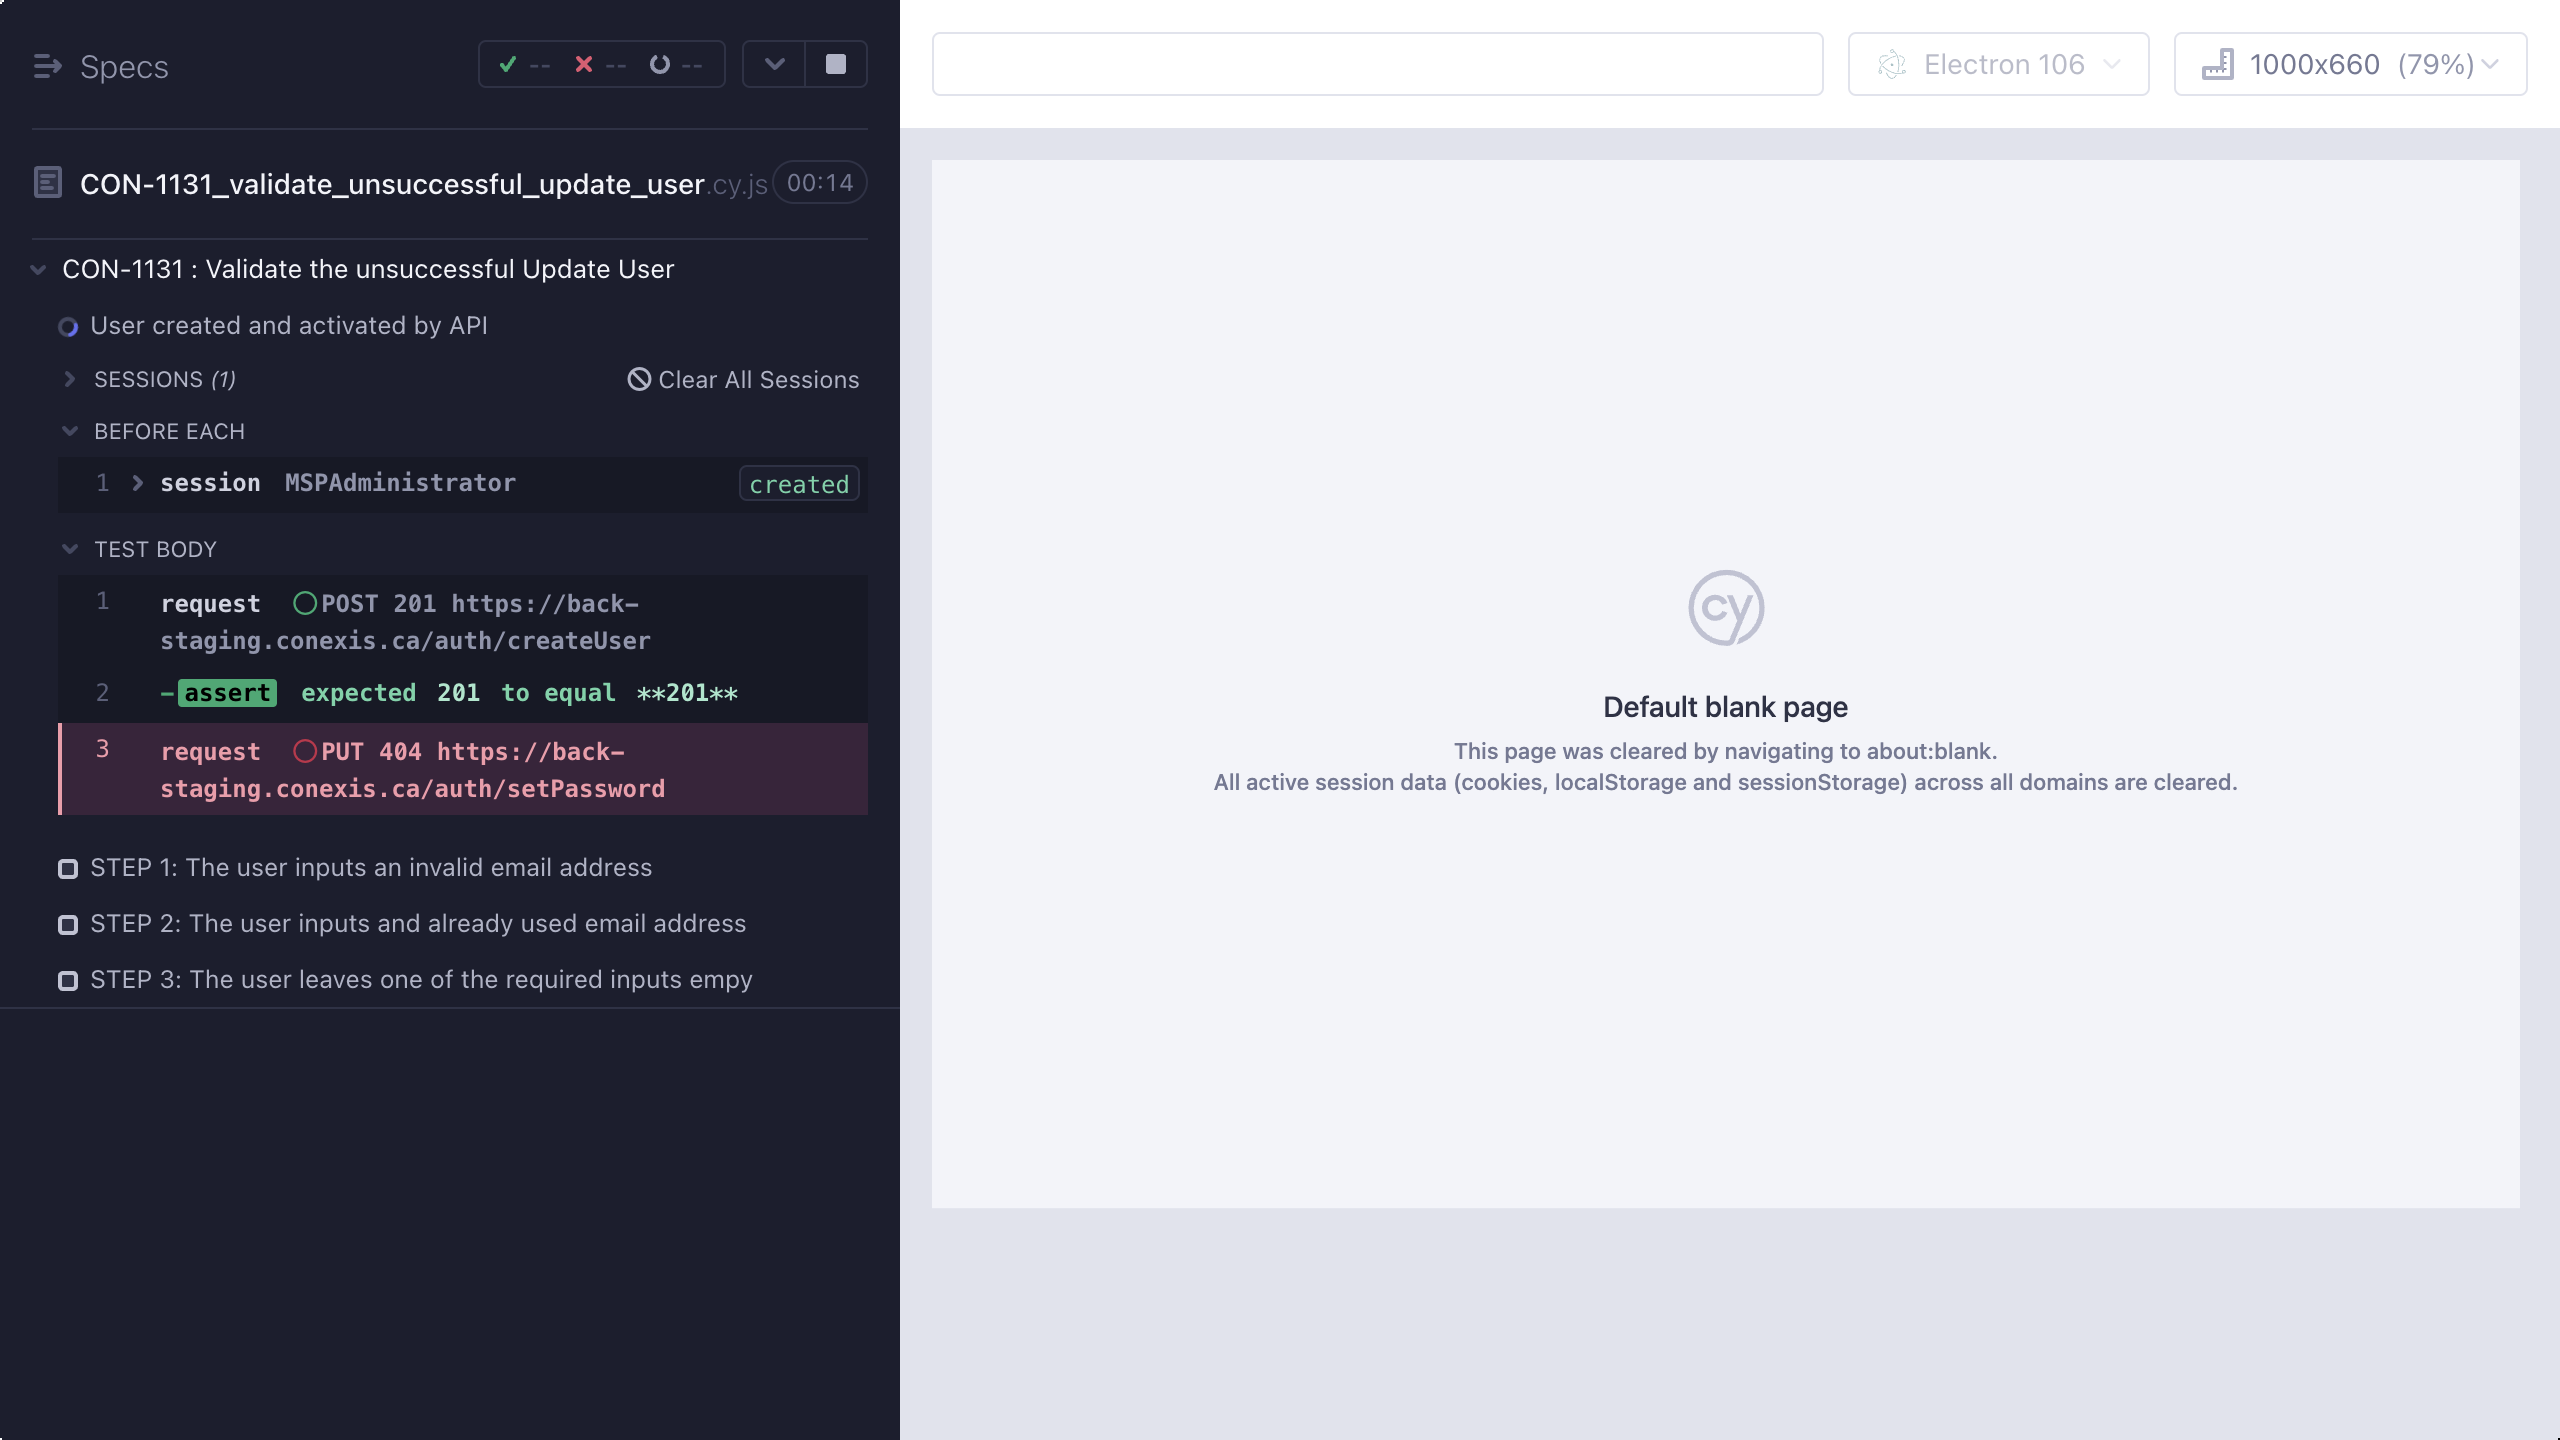 Specs
-- -- --
CON-1131_validate_unsuccessful_update_user.cy.js 00:14
CON-1131 : Validate the unsuccessful Update User
User created and activated by API
SESSIONS (1) Clear All Sessions
BEFORE EACH
1 session MSPAdministrator created
TEST BODY
1 request POST 201 https://back-
staging.conexis.ca/auth/createUser
2 -assert expected 201 to equal **201**
3 request PUT 404 https://back-
staging.conexis.ca/auth/setPassword
STEP 1: The user inputs an invalid email address
STEP 2: The user inputs and already used email address
STEP 3: The user leaves one of the required inputs empy
Electron 106
1000x660 (79%)
cy
Default blank page
This page was cleared by navigating to about:blank.
All active session data (cookies, localStorage and sessionStorage) across all domains are cleared.